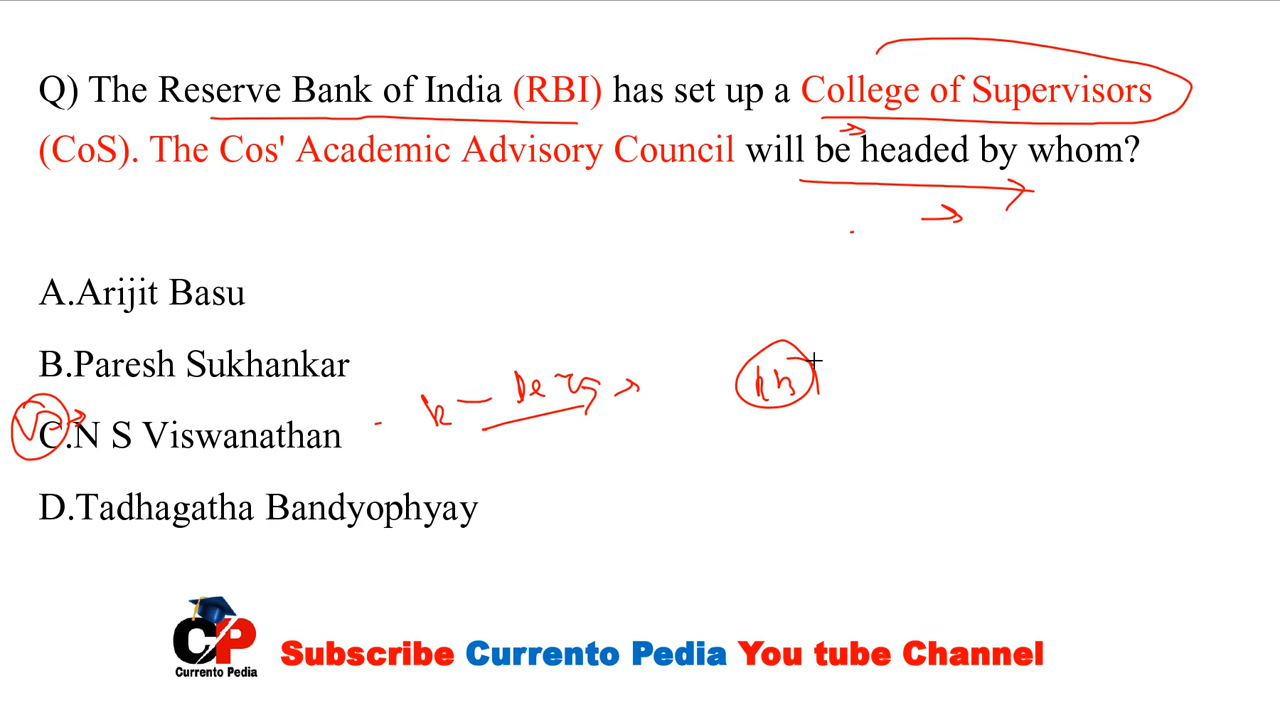 Q) The Reserve Bank of India (RBI) has set up a College of Supervisors
(CoS). The Cos' Academic Advisory Council will be headed by whom?
A.Arijit Basu
B.Paresh Sukhankar
C.N S Viswanathan
D.Tadhagatha Bandyophyay
CP
Currento Pedia
Subscribe Currento Pedia You tube Channel